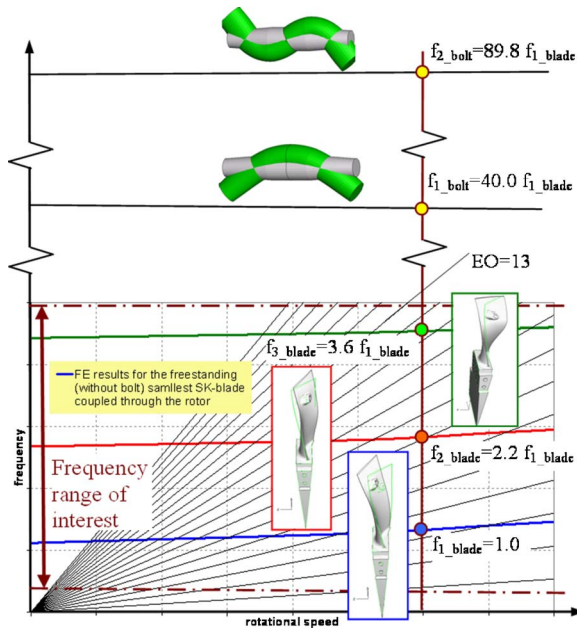 f2_bolt=89.8 f1_blade
f1_bolt=40.0 f1_blade
EO=13
f3_blade=3.6 f1_blade
FE results for the freestanding
(without bolt) samllest SK-blade
coupled through the rotor
f2_blade=2.2 f1_blade
Frequency
range of
interest
f1_blade=1.0
frequency
rotational speed